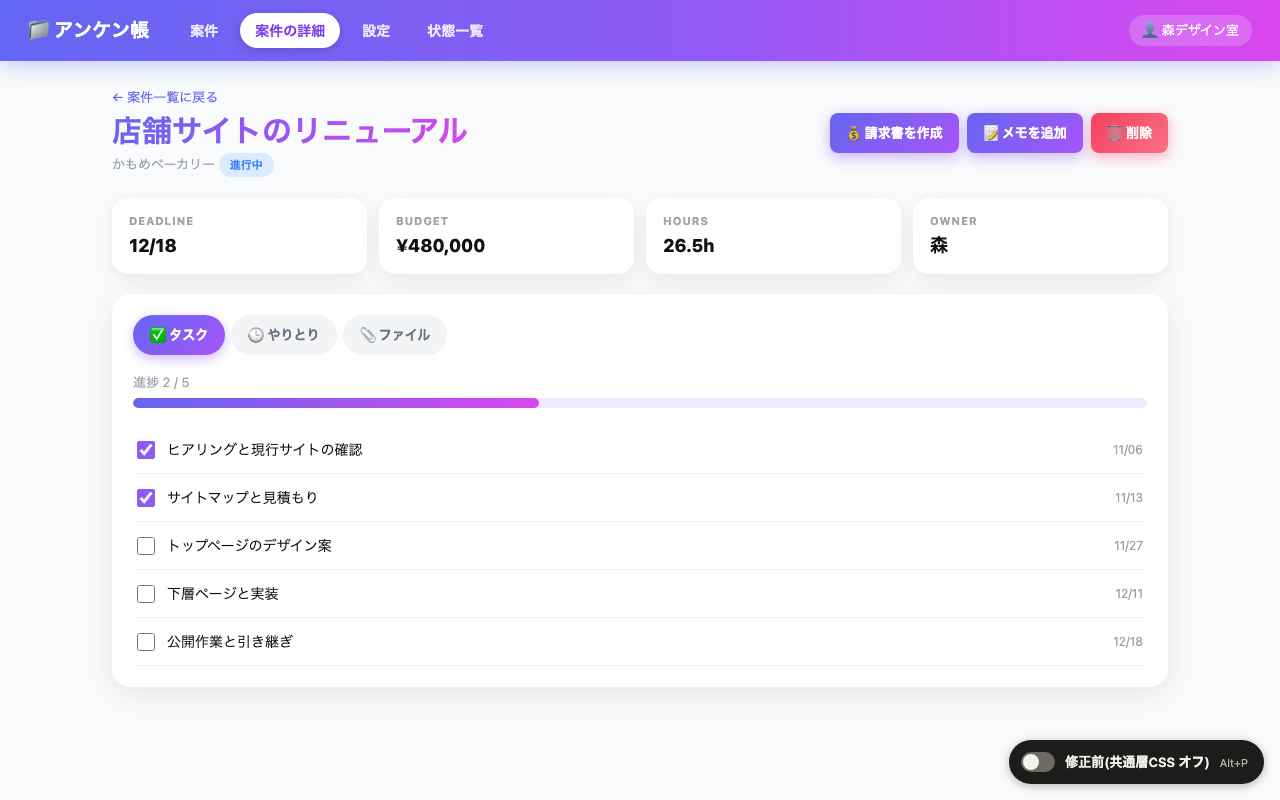 アンケン帳
案件
案件の詳細
設定
状態一覧
森デザイン室
← 案件一覧に戻る
店舗サイトのリニューアル
かもめベーカリー 進行中
請求書を作成
メモを追加
削除
DEADLINE
12/18
BUDGET
¥480,000
HOURS
26.5h
OWNER
森
タスク
やりとり
ファイル
進捗 2 / 5
ヒアリングと現行サイトの確認 11/06
サイトマップと見積もり 11/13
トップページのデザイン案 11/27
下層ページと実装 12/11
公開作業と引き継ぎ 12/18
修正前(共通層CSS オフ) Alt+P